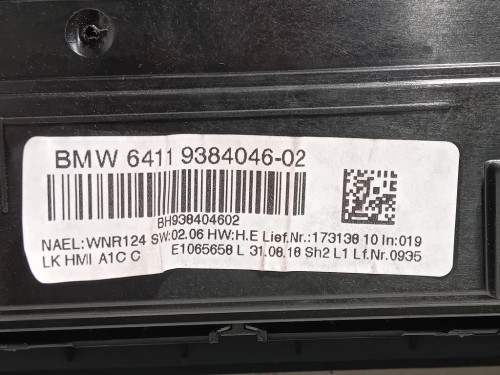 BMW 6411 9384046-02
BH938404602
NAEL:WNR124 SW:02.06 HW:H.E Lief.Nr.:173138 10 In:019
LK HMI A1C C E1065658 L 31.08.18 Sh2 L1 Lf.Nr.0935